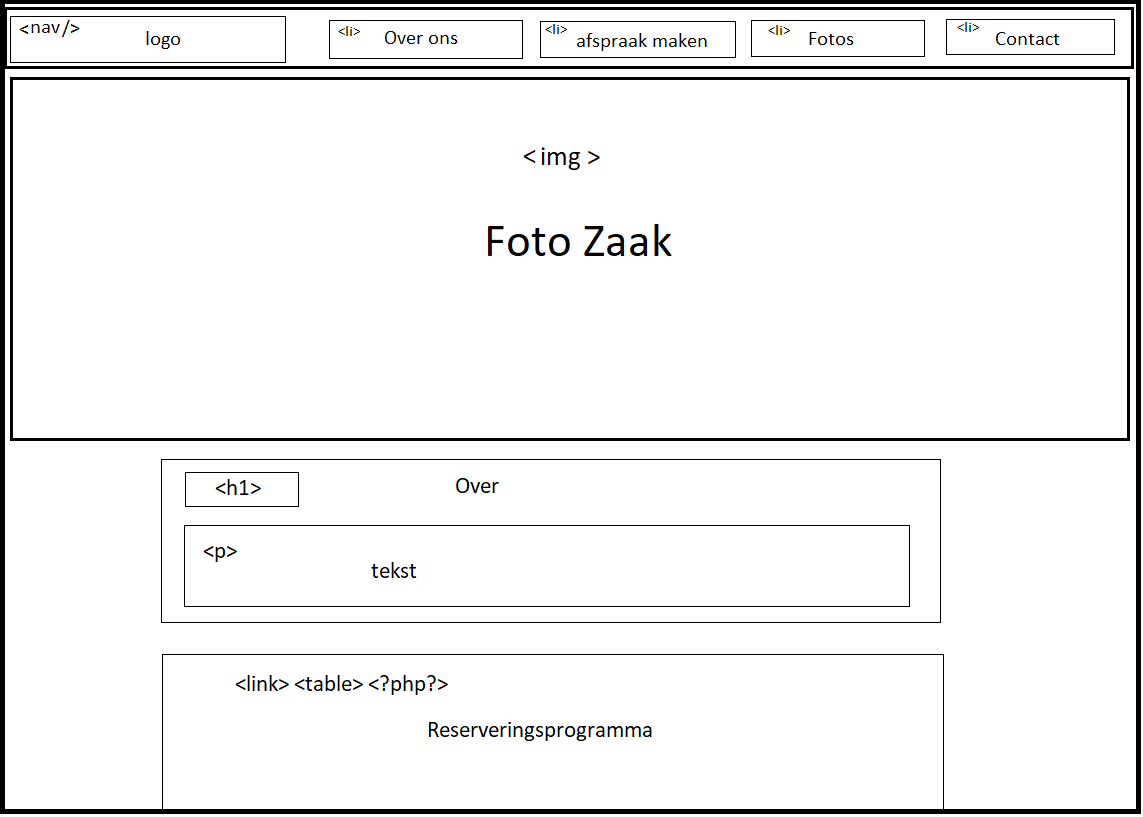 <nav/>
logo
<li> Over ons
<li> afspraak maken
<li> Fotos
<li> Contact
<img >
Foto Zaak
<h1> Over
<p>
tekst
<link> <table> <?php?>
Reserveringsprogramma